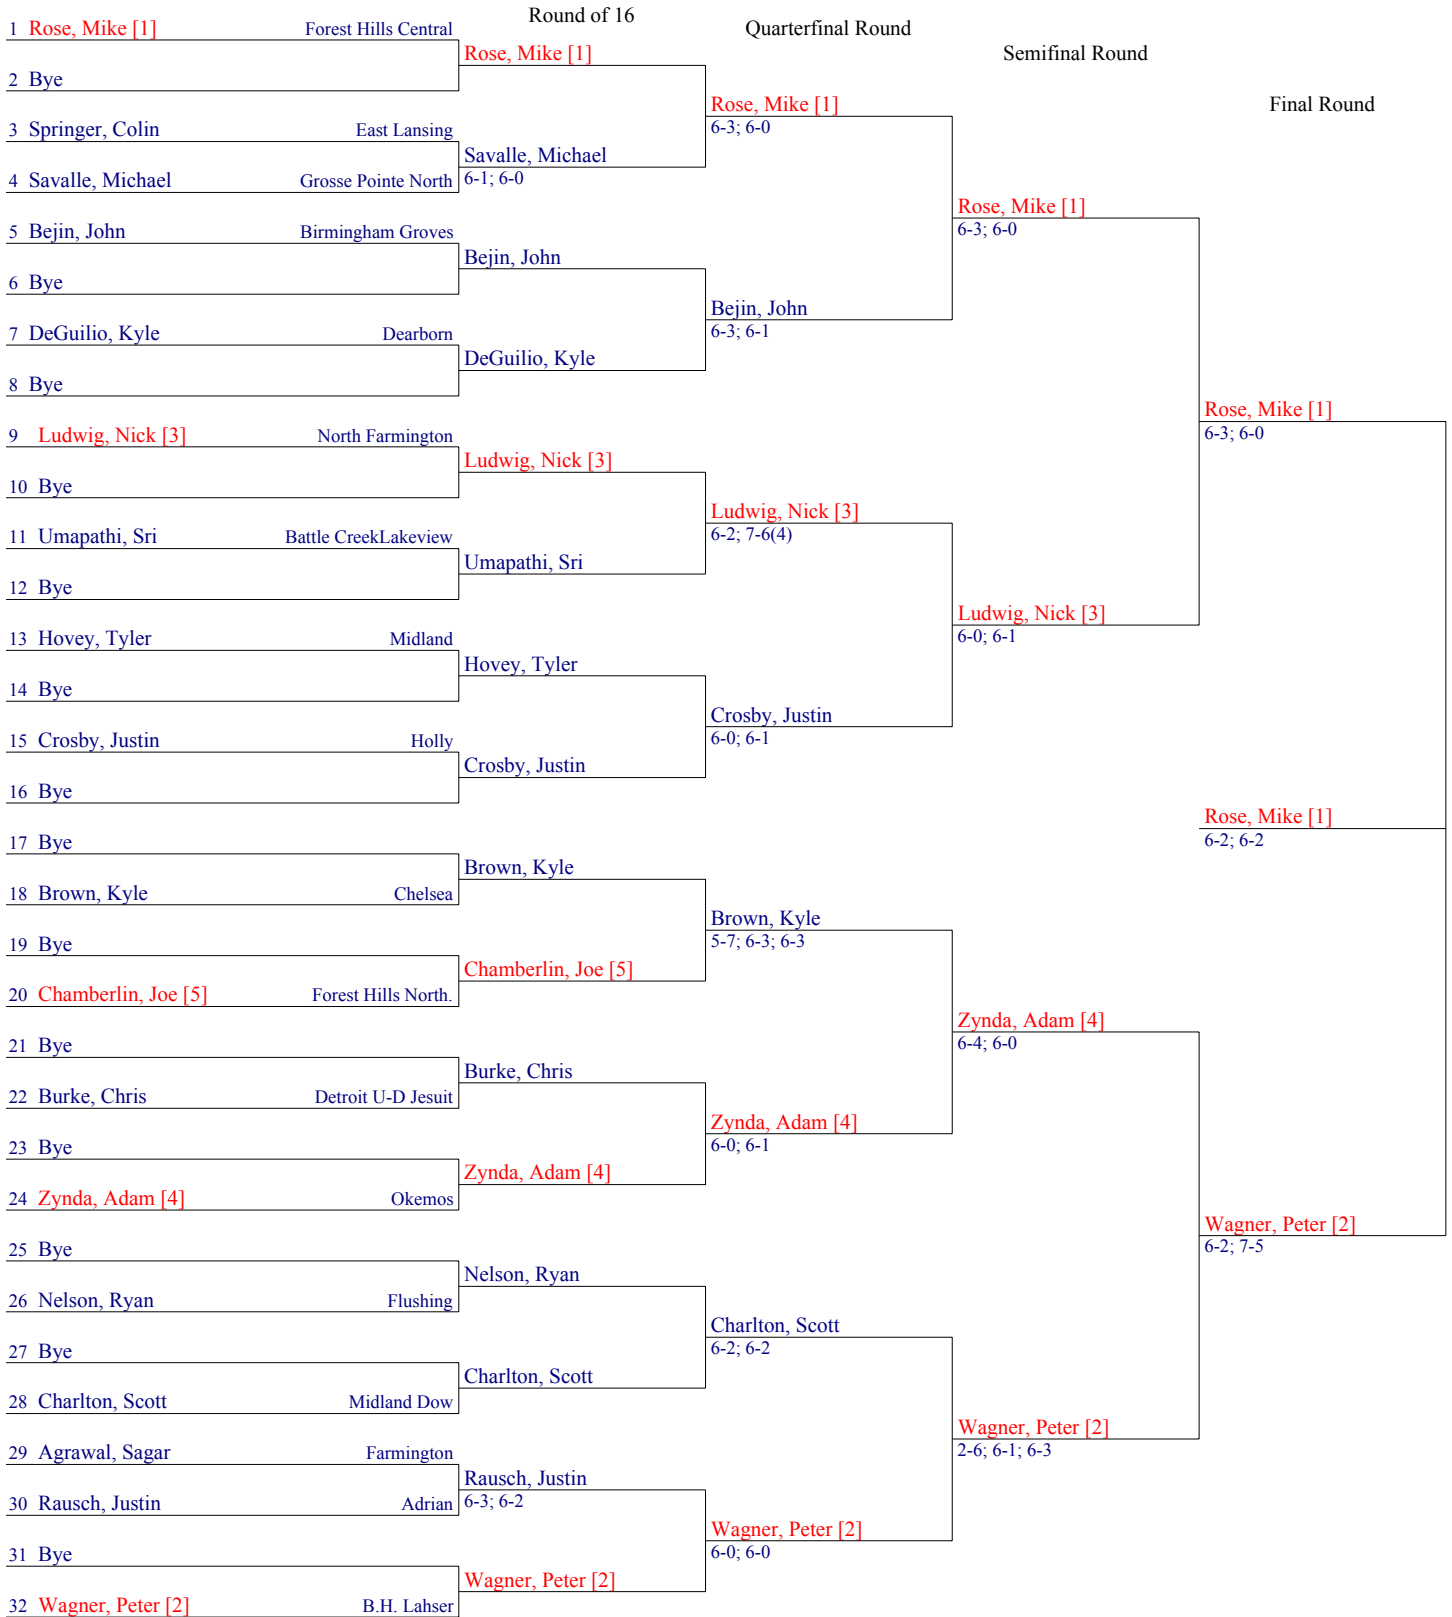 Round of 16
Quarterfinal Round
Semifinal Round
Final Round
1 Rose, Mike [1] Forest Hills Central
Rose, Mike [1]
2 Bye
Rose, Mike [1]
6-3; 6-0
3 Springer, Colin East Lansing
Savalle, Michael
6-1; 6-0
4 Savalle, Michael Grosse Pointe North
Rose, Mike [1]
6-3; 6-0
5 Bejin, John Birmingham Groves
Bejin, John
6 Bye
Bejin, John
6-3; 6-1
7 DeGuilio, Kyle Dearborn
DeGuilio, Kyle
8 Bye
Rose, Mike [1]
6-3; 6-0
9 Ludwig, Nick [3] North Farmington
Ludwig, Nick [3]
10 Bye
Ludwig, Nick [3]
6-2; 7-6(4)
11 Umapathi, Sri Battle CreekLakeview
Umapathi, Sri
12 Bye
Ludwig, Nick [3]
6-0; 6-1
13 Hovey, Tyler Midland
Hovey, Tyler
14 Bye
Crosby, Justin
6-0; 6-1
15 Crosby, Justin Holly
Crosby, Justin
16 Bye
Rose, Mike [1]
6-2; 6-2
17 Bye
Brown, Kyle
18 Brown, Kyle Chelsea
Brown, Kyle
5-7; 6-3; 6-3
19 Bye
Chamberlin, Joe [5]
20 Chamberlin, Joe [5] Forest Hills North.
Zynda, Adam [4]
6-4; 6-0
21 Bye
Burke, Chris
22 Burke, Chris Detroit U-D Jesuit
Zynda, Adam [4]
6-0; 6-1
23 Bye
Zynda, Adam [4]
24 Zynda, Adam [4] Okemos
Wagner, Peter [2]
6-2; 7-5
25 Bye
Nelson, Ryan
26 Nelson, Ryan Flushing
Charlton, Scott
6-2; 6-2
27 Bye
Charlton, Scott
28 Charlton, Scott Midland Dow
Wagner, Peter [2]
2-6; 6-1; 6-3
29 Agrawal, Sagar Farmington
Rausch, Justin
6-3; 6-2
30 Rausch, Justin Adrian
Wagner, Peter [2]
6-0; 6-0
31 Bye
Wagner, Peter [2]
32 Wagner, Peter [2] B.H. Lahser